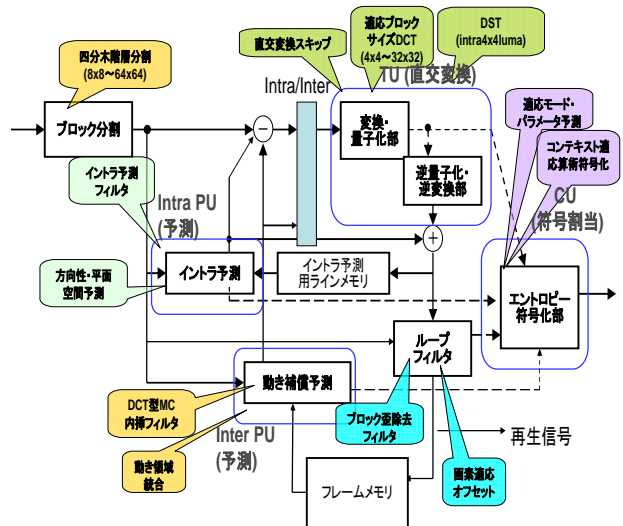 四分木階層分割
(8x8～64x64)
直交変換スキップ
適応ブロック
サイズDCT
(4x4～32x32)
DST
(intra4x4luma)
TU (直交変換)
Intra/Inter
ブロック分割
変換・
量子化部
適応モード・
パラメータ予測
コンテキスト適
応算術符号化
逆量子化・
逆変換部
CU
(符号割当)
イントラ予測
フィルタ
Intra PU
(予測)
イントラ予測
イントラ予測
用ラインメモリ
方向性・平面
空間予測
エントロピー
符号化部
ループ
フィルタ
動き補償予測
DCT型MC
内挿フィルタ
Inter PU
(予測)
ブロック歪除去
フィルタ
再生信号
動き領域
統合
画素適応
オフセット
フレームメモリ